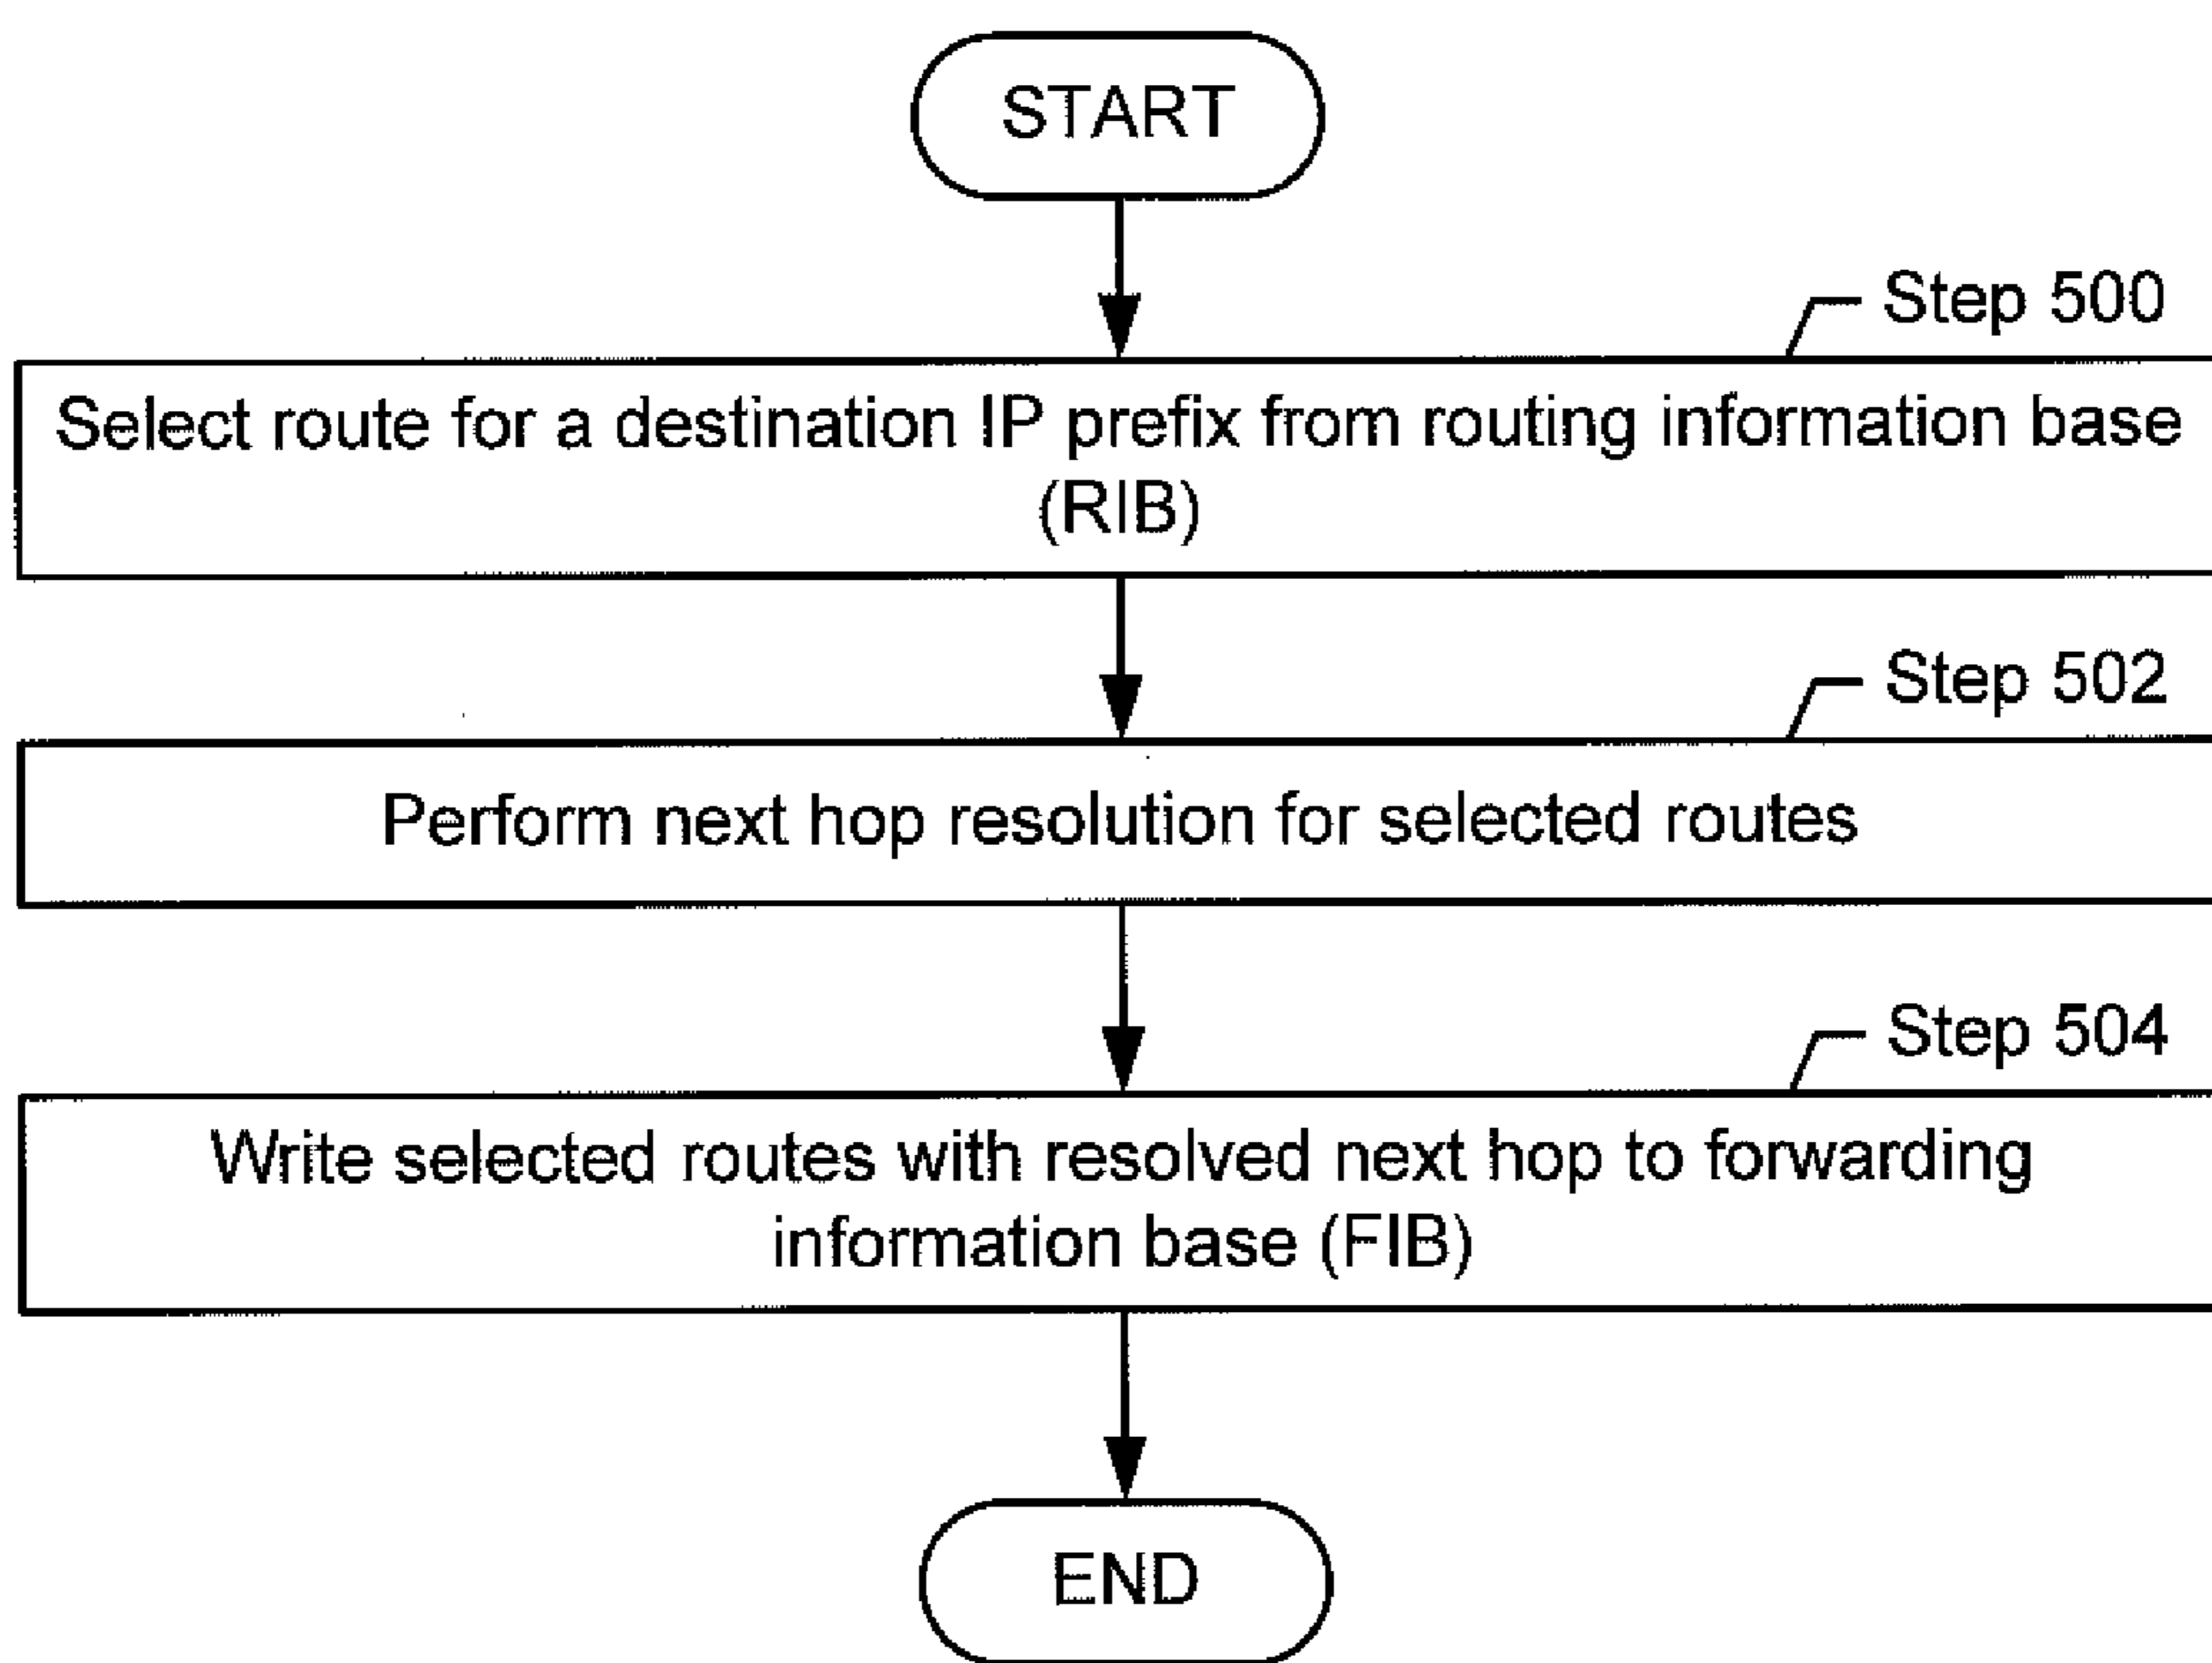 START
Step 500
Select route for a destination IP prefix from routing information base
(RIB)
Step 502
Perform next hop resolution for selected routes
Step 504
Write selected routes with resolved next hop to forwarding
information base (FIB)
END